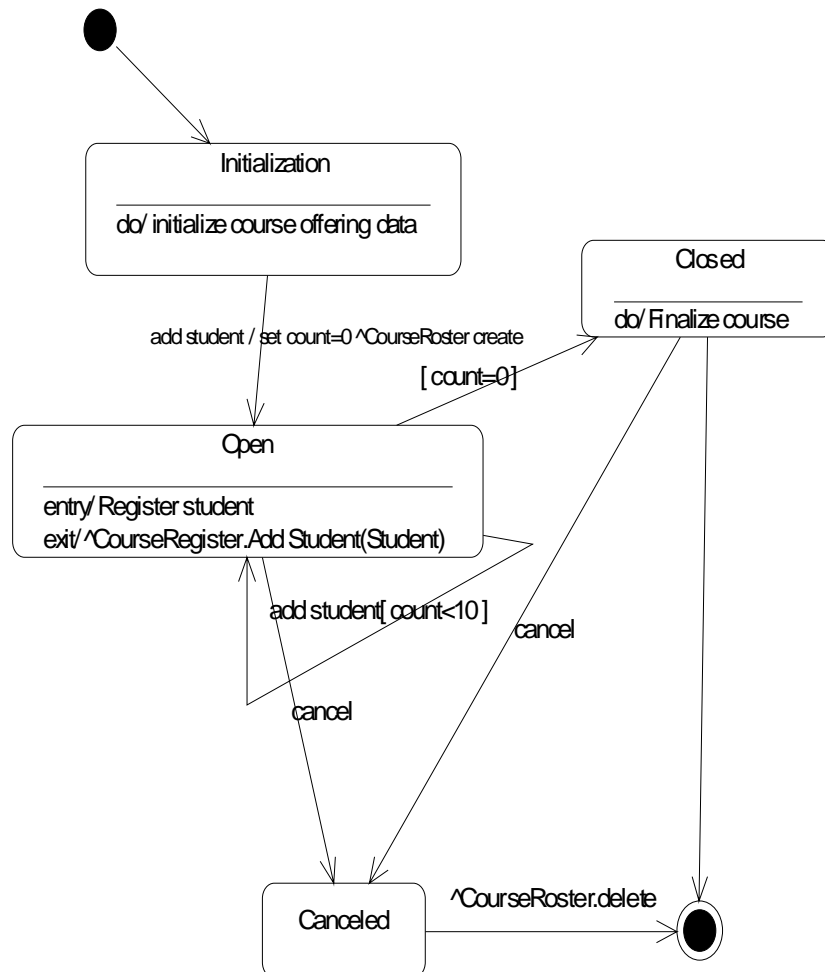 Initialization
do/ initialize course offering data
Closed
do/ Finalize course
add student / set count=0 ^CourseRoster create
[ count=0 ]
Open
entry/ Register student
exit/ ^CourseRegister.Add Student(Student)
add student[ count<10 ]
cancel
cancel
Canceled
^CourseRoster.delete